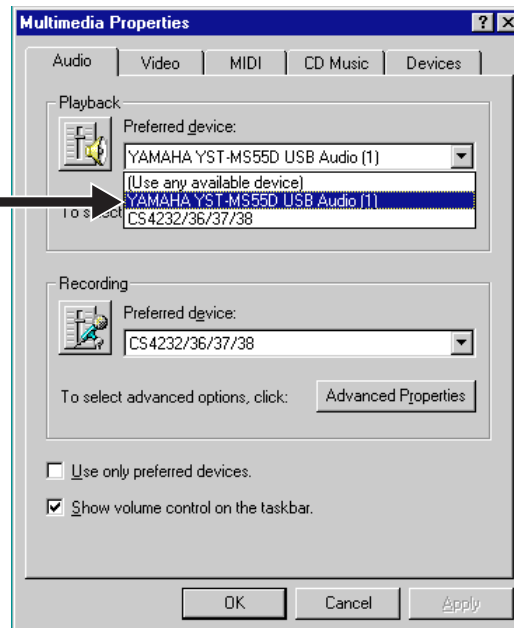 Multimedia Properties
Audio Video MIDI CD Music Devices
Playback
Preferred device:
YAMAHA YST-MS55D USB Audio (1)
(Use any available device)
YAMAHA YST-MS55D USB Audio (1)
CS4232/36/37/38
To select
Recording
Preferred device:
CS4232/36/37/38
To select advanced options, click: Advanced Properties
Use only preferred devices.
Show volume control on the taskbar.
OK Cancel Apply